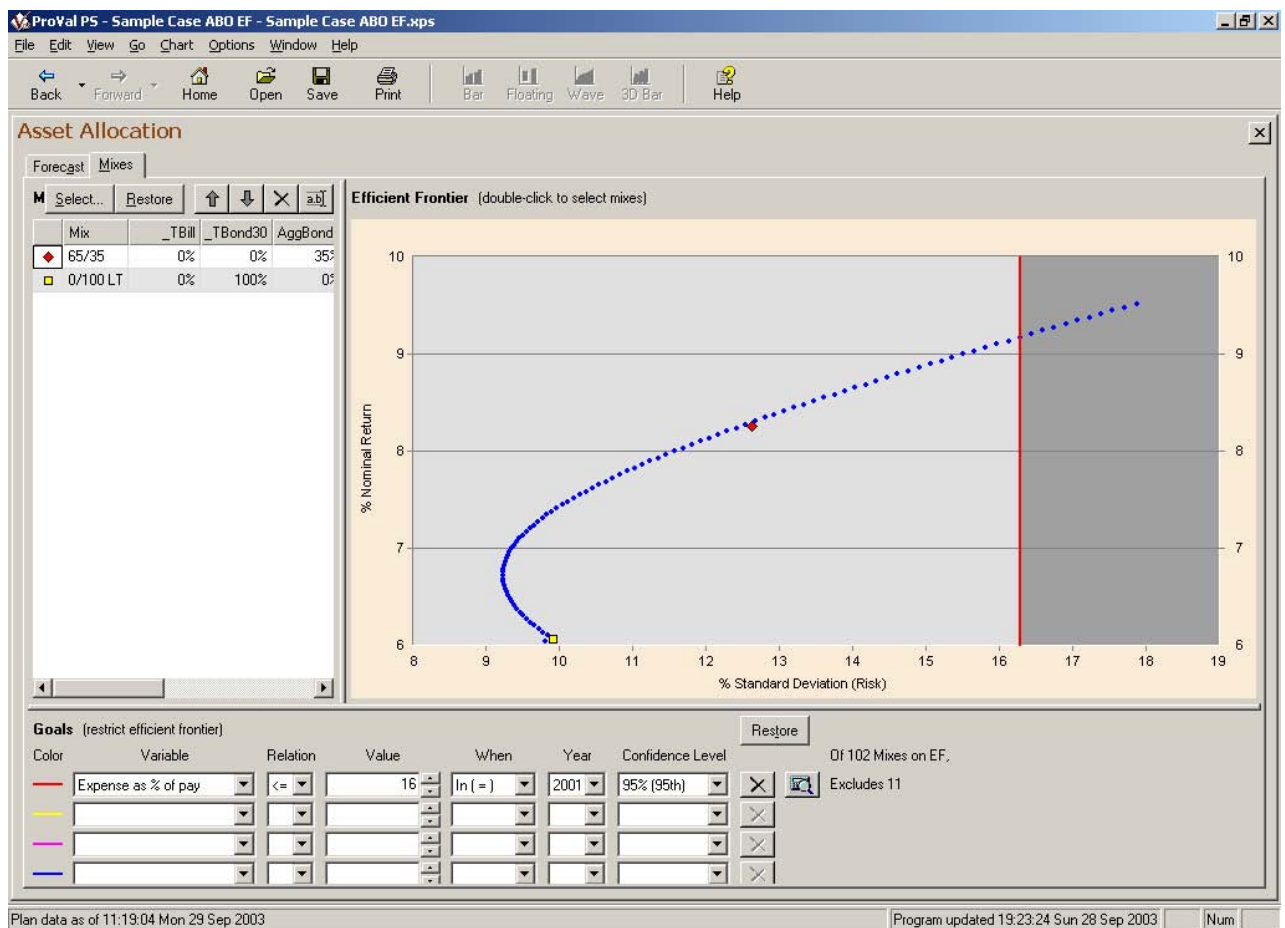 ProVal PS - Sample Case ABO EF - Sample Case ABO EF.xps
File Edit View Go Chart Options Window Help
Back Forward Home Open Save Print Bar Floating Wave 3D Bar Help
Asset Allocation
Forecast Mixes
M Select... Restore a.b
Mix _TBill _TBond30 AggBond
65/35 0% 0% 35%
0/100 LT 0% 100% 0%
Efficient Frontier (double-click to select mixes)
10 10
9 9
8 8
7 7
6 6
% Nominal Return
8 9 10 11 12 13 14 15 16 17 18 19
% Standard Deviation (Risk)
Goals (restrict efficient frontier)
Restore
Color Variable Relation Value When Year Confidence Level Of 102 Mixes on EF,
Expense as % of pay <= 16 In ( = ) 2001 95% (95th) Excludes 11
Plan data as of 11:19:04 Mon 29 Sep 2003 Program updated 19:23:24 Sun 28 Sep 2003 Num